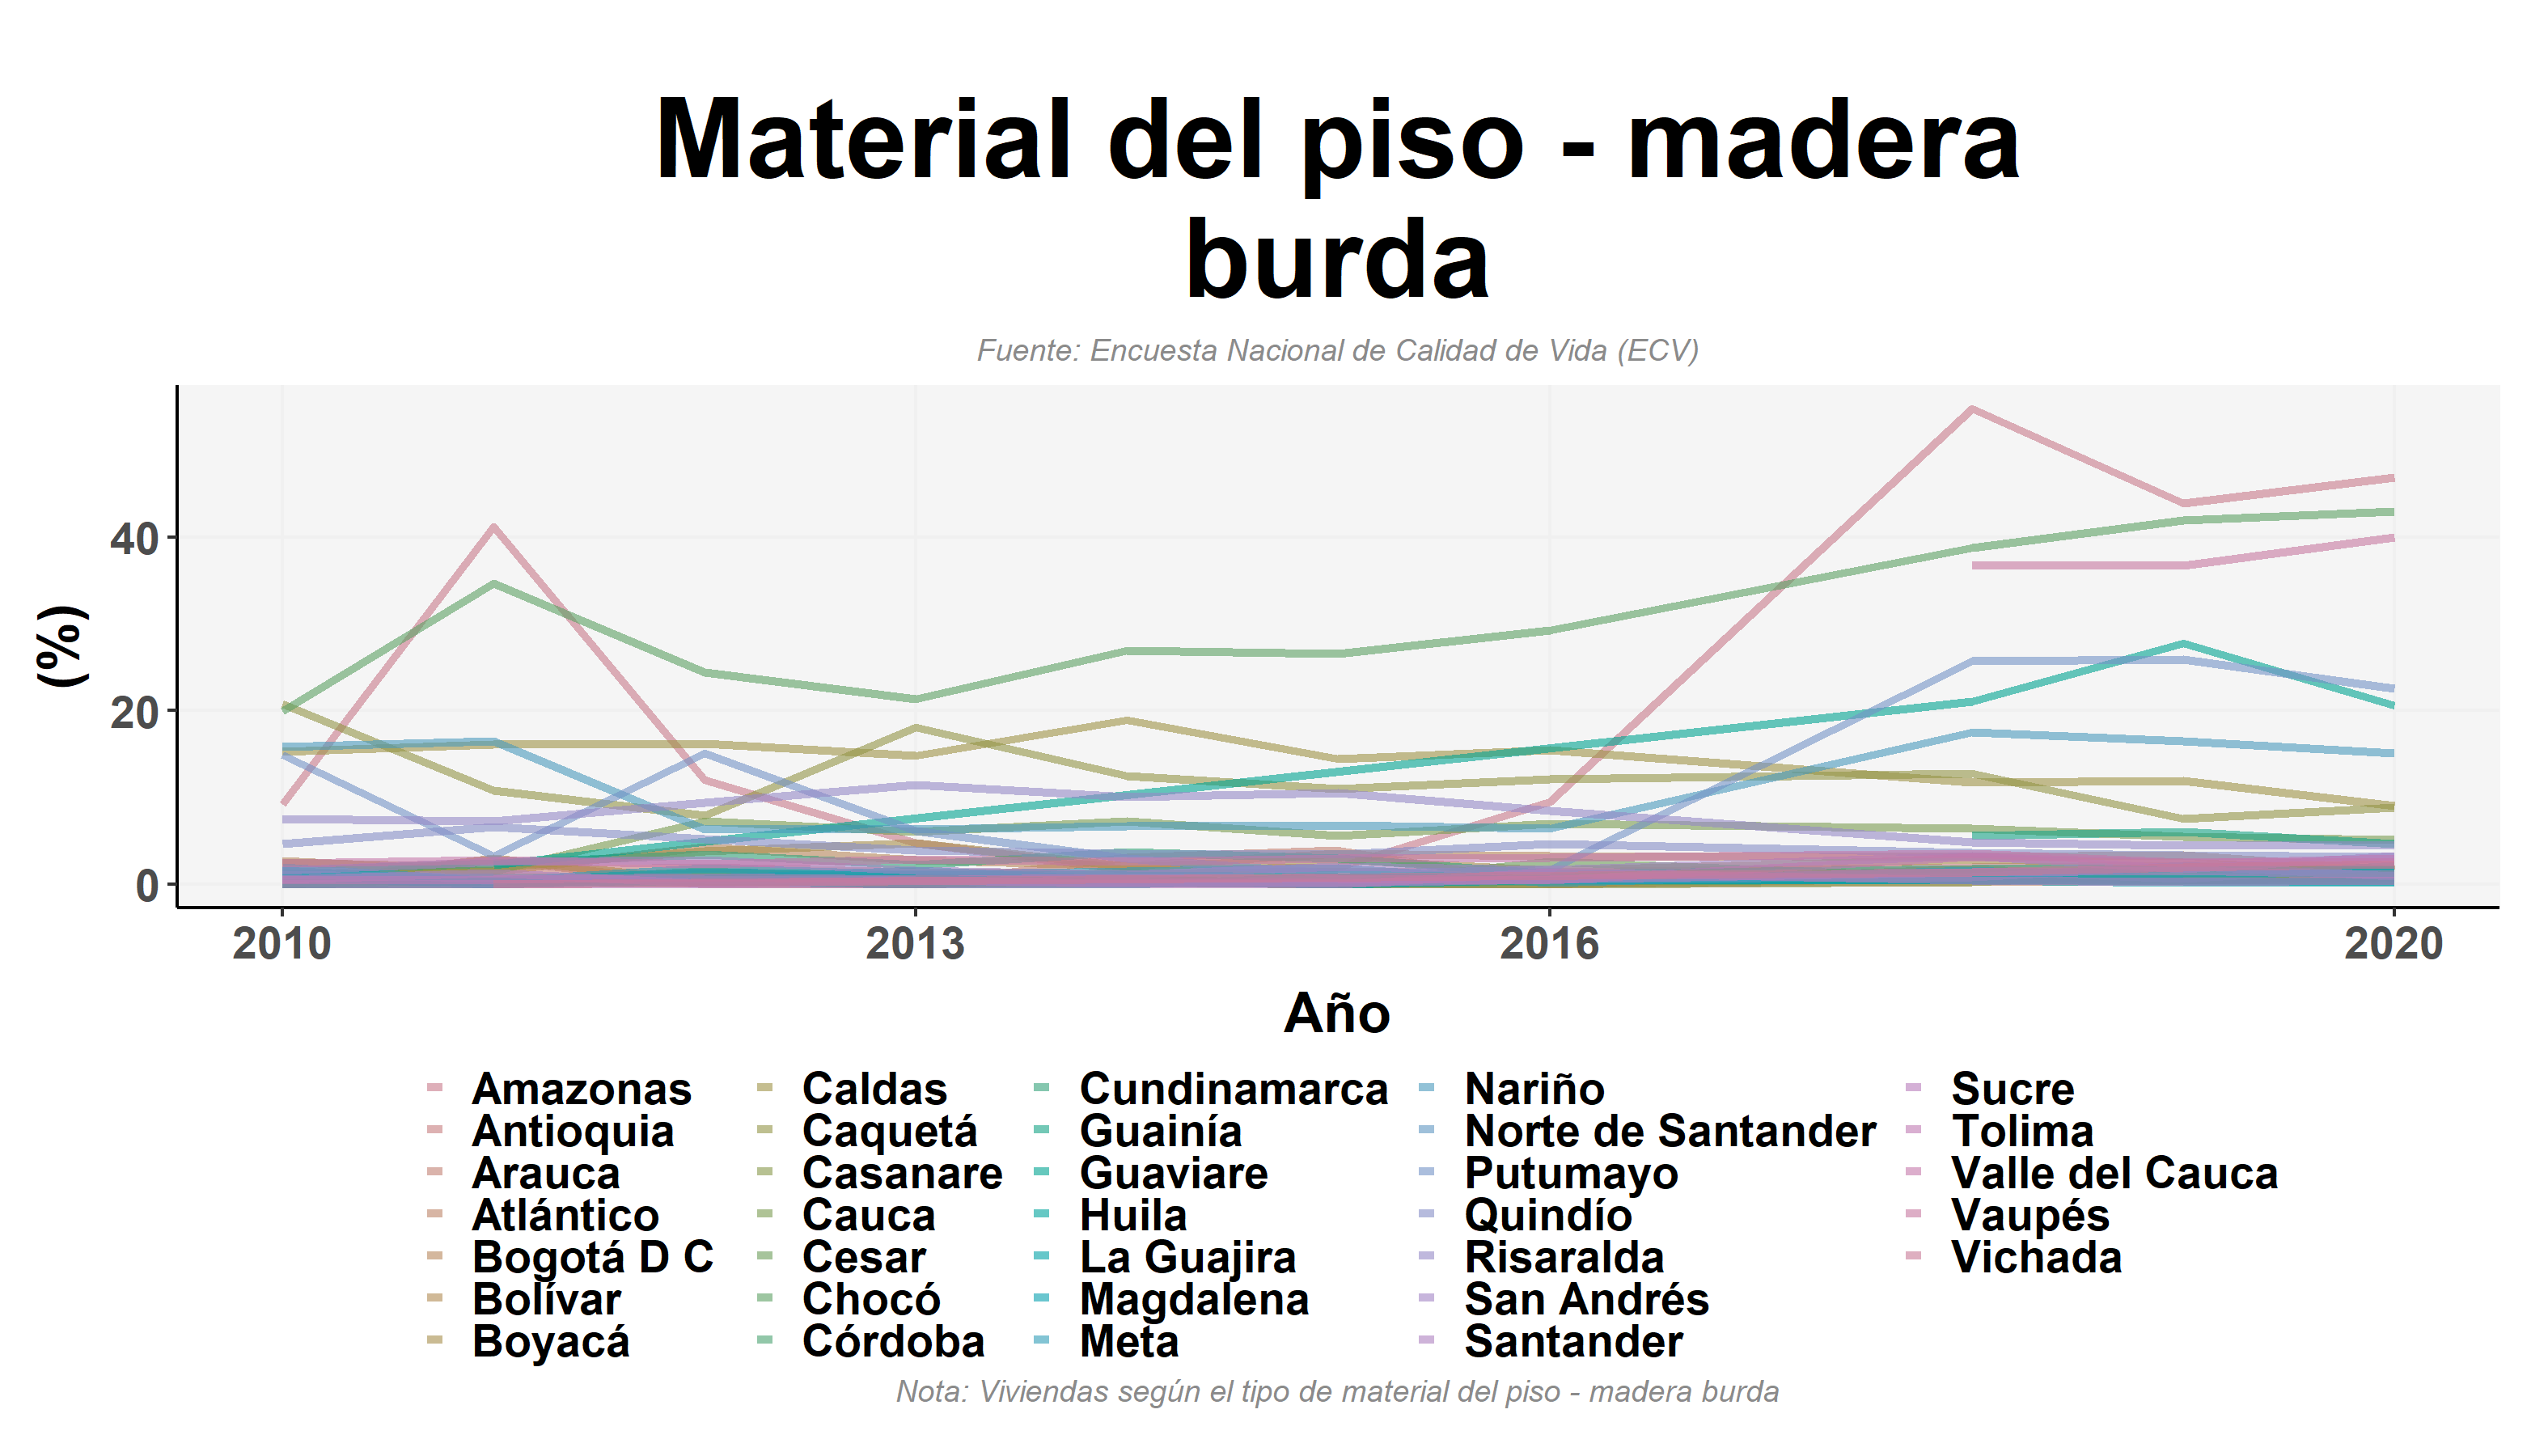 Material del piso - madera
burda
Fuente: Encuesta Nacional de Calidad de Vida (ECV)
(%)
40
20
0
2010 2013 2016 2020
Año
Amazonas
Antioquia
Arauca
Atlántico
Bogotá D C
Bolívar
Boyacá
Caldas
Caquetá
Casanare
Cauca
Cesar
Chocó
Córdoba
Cundinamarca
Guainía
Guaviare
Huila
La Guajira
Magdalena
Meta
Nariño
Norte de Santander
Putumayo
Quindío
Risaralda
San Andrés
Santander
Sucre
Tolima
Valle del Cauca
Vaupés
Vichada
Nota: Viviendas según el tipo de material del piso - madera burda